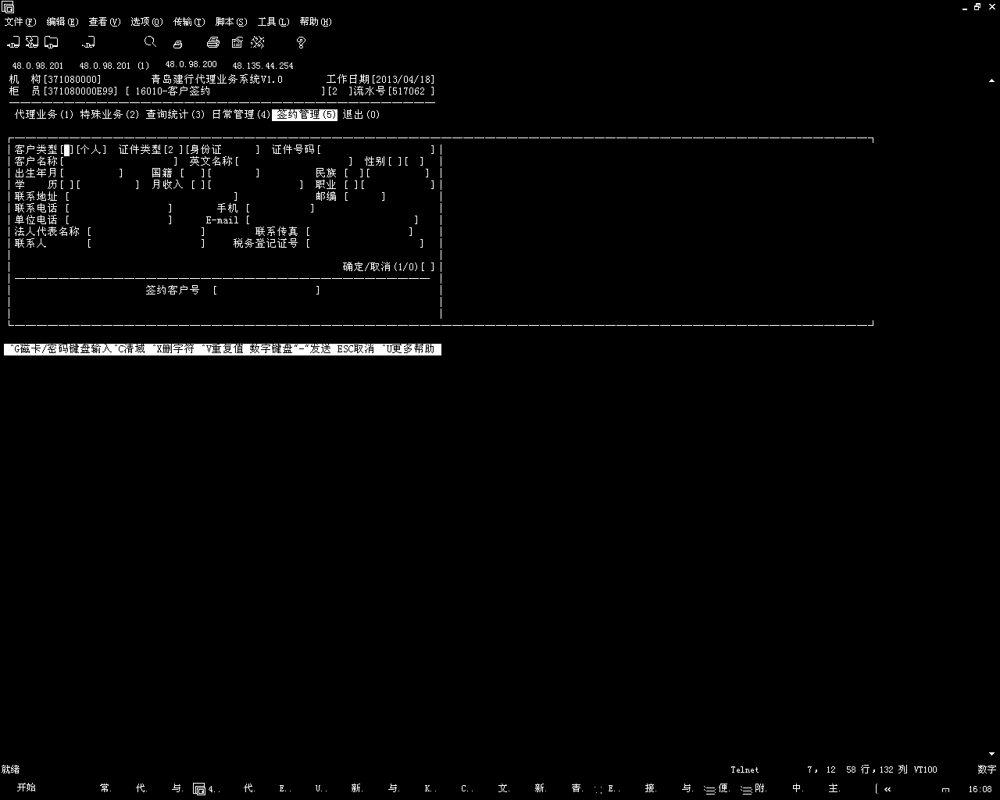 文件(F) 编辑(E) 查看(V) 选项(O) 传输(T) 脚本(S) 工具(L) 帮助(H)
48.0.98.201 48.0.98.201 (1) 48.0.98.200 48.135.44.254
机 构[371080000] 青岛建行代理业务系统V1.0 工作日期[2013/04/18]
柜 员[371080000E99] [ 16010-客户签约 ][2 ]流水号[517062 ]
代理业务(1) 特殊业务(2) 查询统计(3) 日常管理(4) 签约管理(5) 退出(0)
客户类型[ ][个人] 证件类型[2 ][身份证 ] 证件号码[ ]
客户名称[ ] 英文名称[ ] 性别[ ][ ]
出生年月[ ] 国籍 [ ][ ] 民族 [ ][ ]
学 历[ ][ ] 月收入 [ ][ ] 职业 [ ][ ]
联系地址 [ ] 邮编 [ ]
联系电话 [ ] 手机 [ ]
单位电话 [ ] E-mail [ ]
法人代表名称 [ ] 联系传真 [ ]
联系人 [ ] 税务登记证号 [ ]
确定/取消(1/0)[ ]
签约客户号 [ ]
^G磁卡/密码键盘输入^C清域 ^X删字符 ^V重复值 数字键盘"-"发送 ESC取消 ^U更多帮助
就绪 Telnet 7, 12 58 行,132 列 VT100 数字
开始 常. 代. 与. 4.. 代. E.. U.. 新. 与. K.. C.. 文. 新. 青. E.. 接. 与. 便. 附. 中. 主. « 16:08